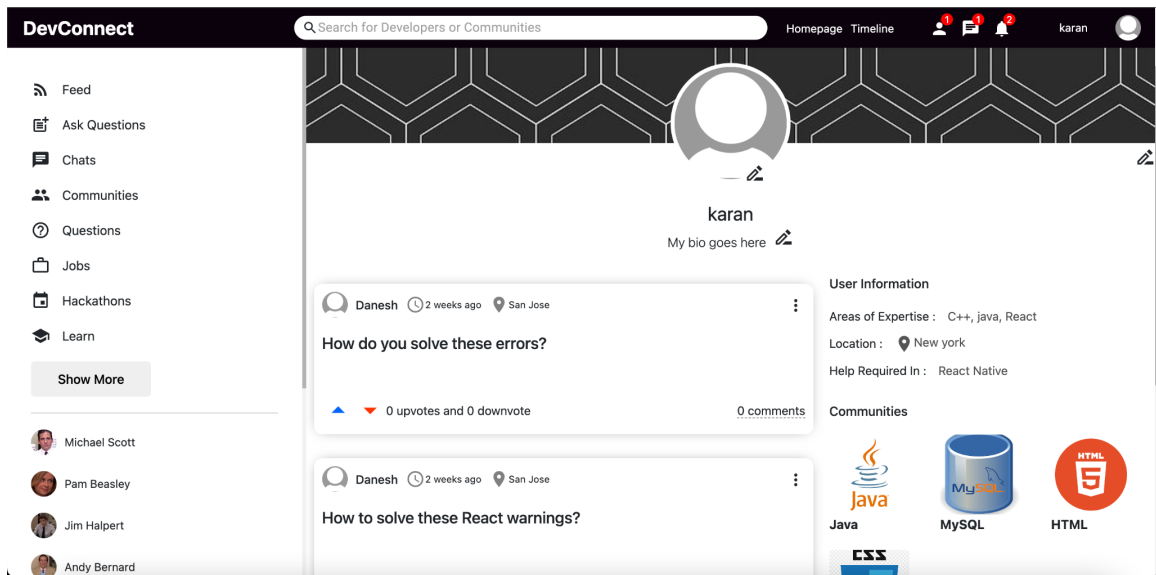 DevConnect
Search for Developers or Communities
Homepage Timeline
1
1
2
karan
Feed
Ask Questions
Chats
Communities
Questions
Jobs
Hackathons
Learn
Show More
Michael Scott
Pam Beasley
Jim Halpert
Andy Bernard
karan
My bio goes here
Danesh 2 weeks ago San Jose
How do you solve these errors?
0 upvotes and 0 downvote 0 comments
Danesh 2 weeks ago San Jose
How to solve these React warnings?
User Information
Areas of Expertise : C++, java, React
Location : New york
Help Required In : React Native
Communities
Java
MySQL
HTML
5
Java MySQL HTML
CSS